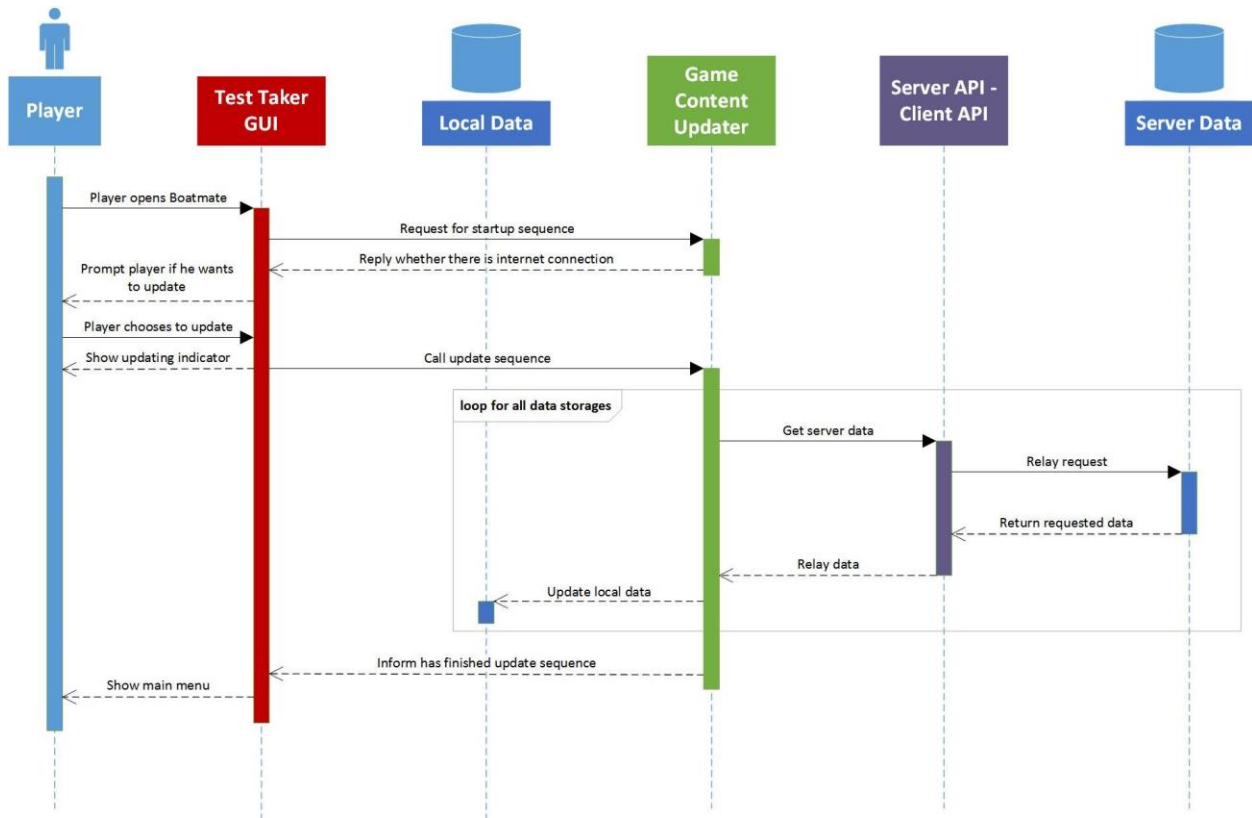 Player
Test Taker
GUI
Local Data
Game
Content
Updater
Server API -
Client API
Server Data
Player opens Boatmate
Request for startup sequence
Reply whether there is internet connection
Prompt player if he wants
to update
Player chooses to update
Show updating indicator
Call update sequence
loop for all data storages
Get server data
Relay request
Return requested data
Relay data
Update local data
Inform has finished update sequence
Show main menu